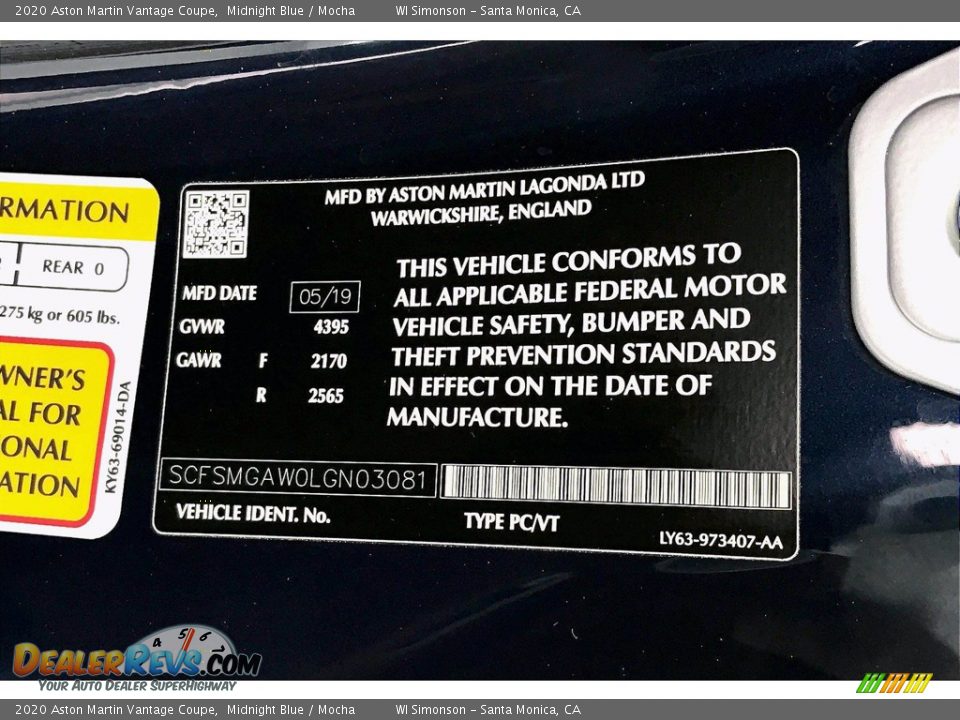 2020 Aston Martin Vantage Coupe,  Midnight Blue / Mocha          WI Simonson - Santa Monica, CA
RMATION
REAR 0
275 kg or 605 lbs.
WNER'S
AL FOR
ONAL
ATION
KY63-69014-DA
MFD BY ASTON MARTIN LAGONDA LTD
WARWICKSHIRE, ENGLAND
MFD DATE 05/19
GVWR 4395
GAWR F 2170
R 2565
THIS VEHICLE CONFORMS TO
ALL APPLICABLE FEDERAL MOTOR
VEHICLE SAFETY, BUMPER AND
THEFT PREVENTION STANDARDS
IN EFFECT ON THE DATE OF
MANUFACTURE.
SCFSMGAW0LGN03081
VEHICLE IDENT. No. TYPE PC/VT LY63-973407-AA
4 5 6
DEALERREVS.COM
YOUR AUTO DEALER SUPERHIGHWAY
2020 Aston Martin Vantage Coupe,  Midnight Blue / Mocha          WI Simonson - Santa Monica, CA